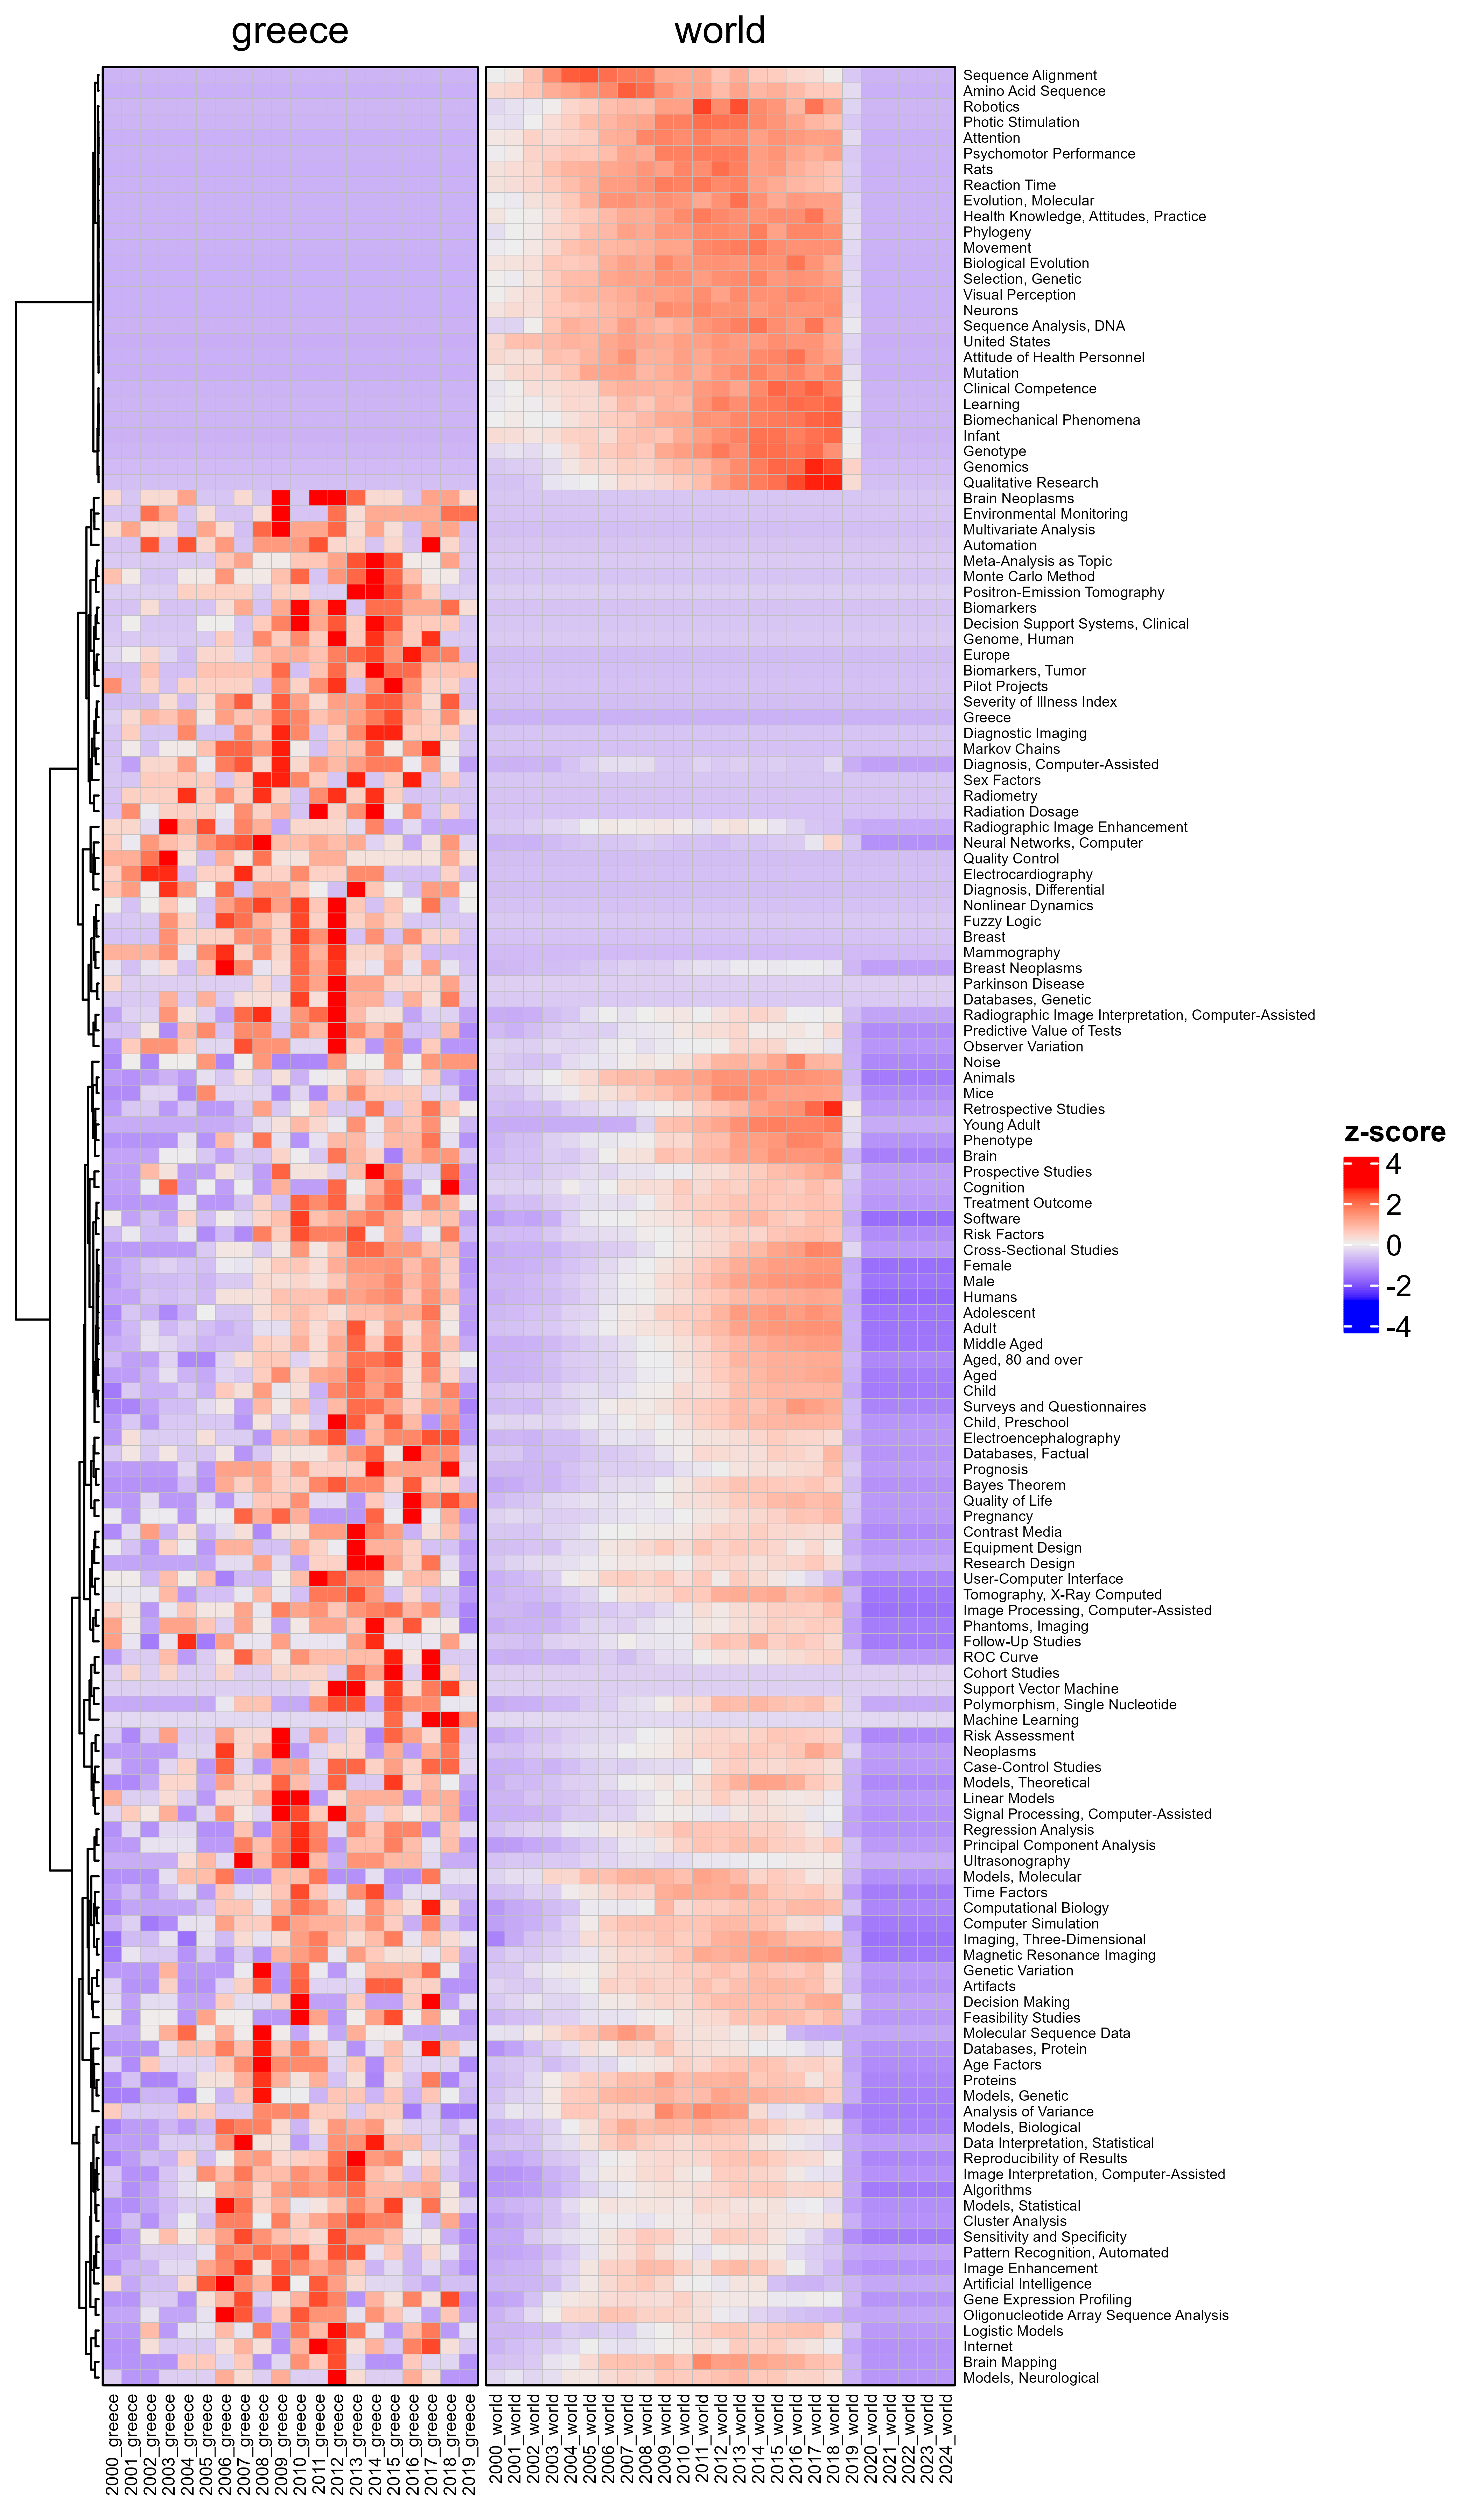 greece
world
Sequence Alignment
Amino Acid Sequence
Robotics
Photic Stimulation
Attention
Psychomotor Performance
Rats
Reaction Time
Evolution, Molecular
Health Knowledge, Attitudes, Practice
Phylogeny
Movement
Biological Evolution
Selection, Genetic
Visual Perception
Neurons
Sequence Analysis, DNA
United States
Attitude of Health Personnel
Mutation
Clinical Competence
Learning
Biomechanical Phenomena
Infant
Genotype
Genomics
Qualitative Research
Brain Neoplasms
Environmental Monitoring
Multivariate Analysis
Automation
Meta-Analysis as Topic
Monte Carlo Method
Positron-Emission Tomography
Biomarkers
Decision Support Systems, Clinical
Genome, Human
Europe
Biomarkers, Tumor
Pilot Projects
Severity of Illness Index
Greece
Diagnostic Imaging
Markov Chains
Diagnosis, Computer-Assisted
Sex Factors
Radiometry
Radiation Dosage
Radiographic Image Enhancement
Neural Networks, Computer
Quality Control
Electrocardiography
Diagnosis, Differential
Nonlinear Dynamics
Fuzzy Logic
Breast
Mammography
Breast Neoplasms
Parkinson Disease
Databases, Genetic
Radiographic Image Interpretation, Computer-Assisted
Predictive Value of Tests
Observer Variation
Noise
Animals
Mice
Retrospective Studies
Young Adult
Phenotype
Brain
Prospective Studies
Cognition
Treatment Outcome
Software
Risk Factors
Cross-Sectional Studies
Female
Male
Humans
Adolescent
Adult
Middle Aged
Aged, 80 and over
Aged
Child
Surveys and Questionnaires
Child, Preschool
Electroencephalography
Databases, Factual
Prognosis
Bayes Theorem
Quality of Life
Pregnancy
Contrast Media
Equipment Design
Research Design
User-Computer Interface
Tomography, X-Ray Computed
Image Processing, Computer-Assisted
Phantoms, Imaging
Follow-Up Studies
ROC Curve
Cohort Studies
Support Vector Machine
Polymorphism, Single Nucleotide
Machine Learning
Risk Assessment
Neoplasms
Case-Control Studies
Models, Theoretical
Linear Models
Signal Processing, Computer-Assisted
Regression Analysis
Principal Component Analysis
Ultrasonography
Models, Molecular
Time Factors
Computational Biology
Computer Simulation
Imaging, Three-Dimensional
Magnetic Resonance Imaging
Genetic Variation
Artifacts
Decision Making
Feasibility Studies
Molecular Sequence Data
Databases, Protein
Age Factors
Proteins
Models, Genetic
Analysis of Variance
Models, Biological
Data Interpretation, Statistical
Reproducibility of Results
Image Interpretation, Computer-Assisted
Algorithms
Models, Statistical
Cluster Analysis
Sensitivity and Specificity
Pattern Recognition, Automated
Image Enhancement
Artificial Intelligence
Gene Expression Profiling
Oligonucleotide Array Sequence Analysis
Logistic Models
Internet
Brain Mapping
Models, Neurological
z-score
4
2
0
-2
-4
2000_greece
2001_greece
2002_greece
2003_greece
2004_greece
2005_greece
2006_greece
2007_greece
2008_greece
2009_greece
2010_greece
2011_greece
2012_greece
2013_greece
2014_greece
2015_greece
2016_greece
2017_greece
2018_greece
2019_greece
2000_world
2001_world
2002_world
2003_world
2004_world
2005_world
2006_world
2007_world
2008_world
2009_world
2010_world
2011_world
2012_world
2013_world
2014_world
2015_world
2016_world
2017_world
2018_world
2019_world
2020_world
2021_world
2022_world
2023_world
2024_world